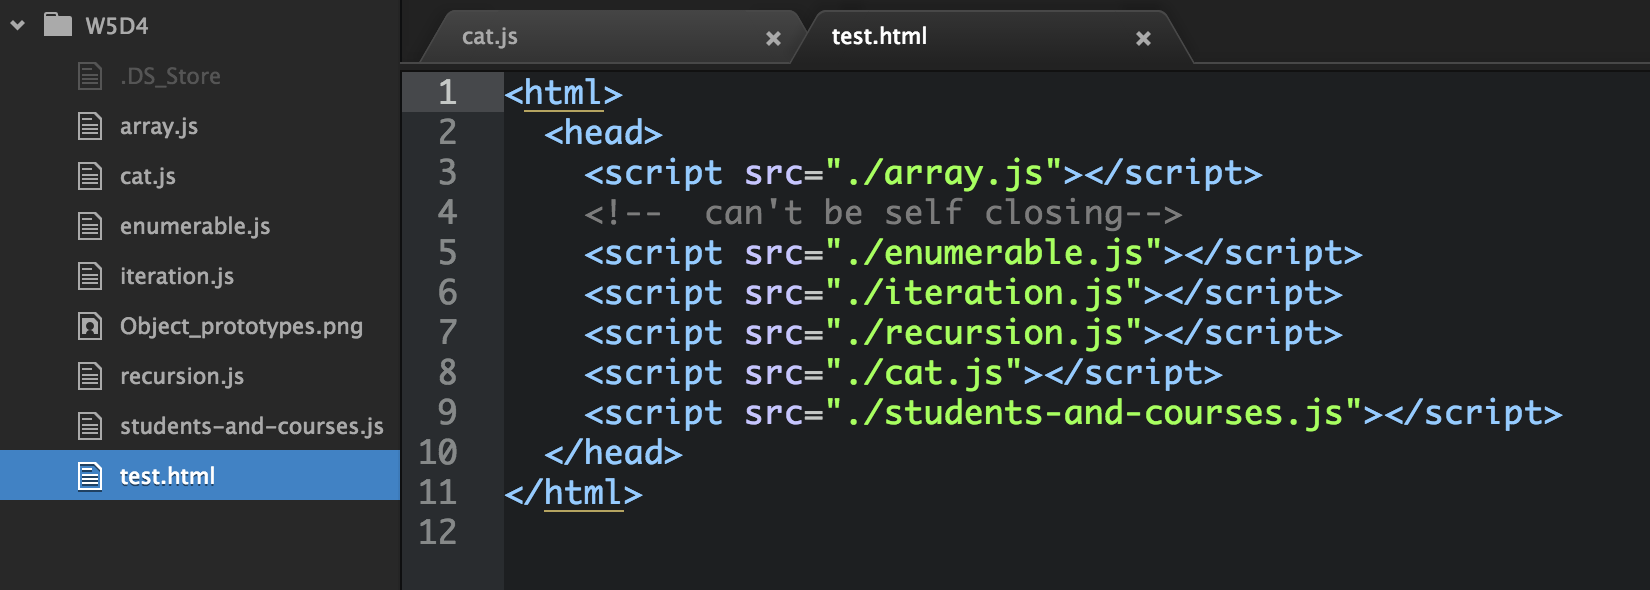 W5D4
.DS_Store
array.js
cat.js
enumerable.js
iteration.js
Object_prototypes.png
recursion.js
students-and-courses.js
test.html
cat.js × test.html ×
1 <html>
2   <head>
3     <script src="./array.js"></script>
4     <!--  can't be self closing-->
5     <script src="./enumerable.js"></script>
6     <script src="./iteration.js"></script>
7     <script src="./recursion.js"></script>
8     <script src="./cat.js"></script>
9     <script src="./students-and-courses.js"></script>
10   </head>
11 </html>
12